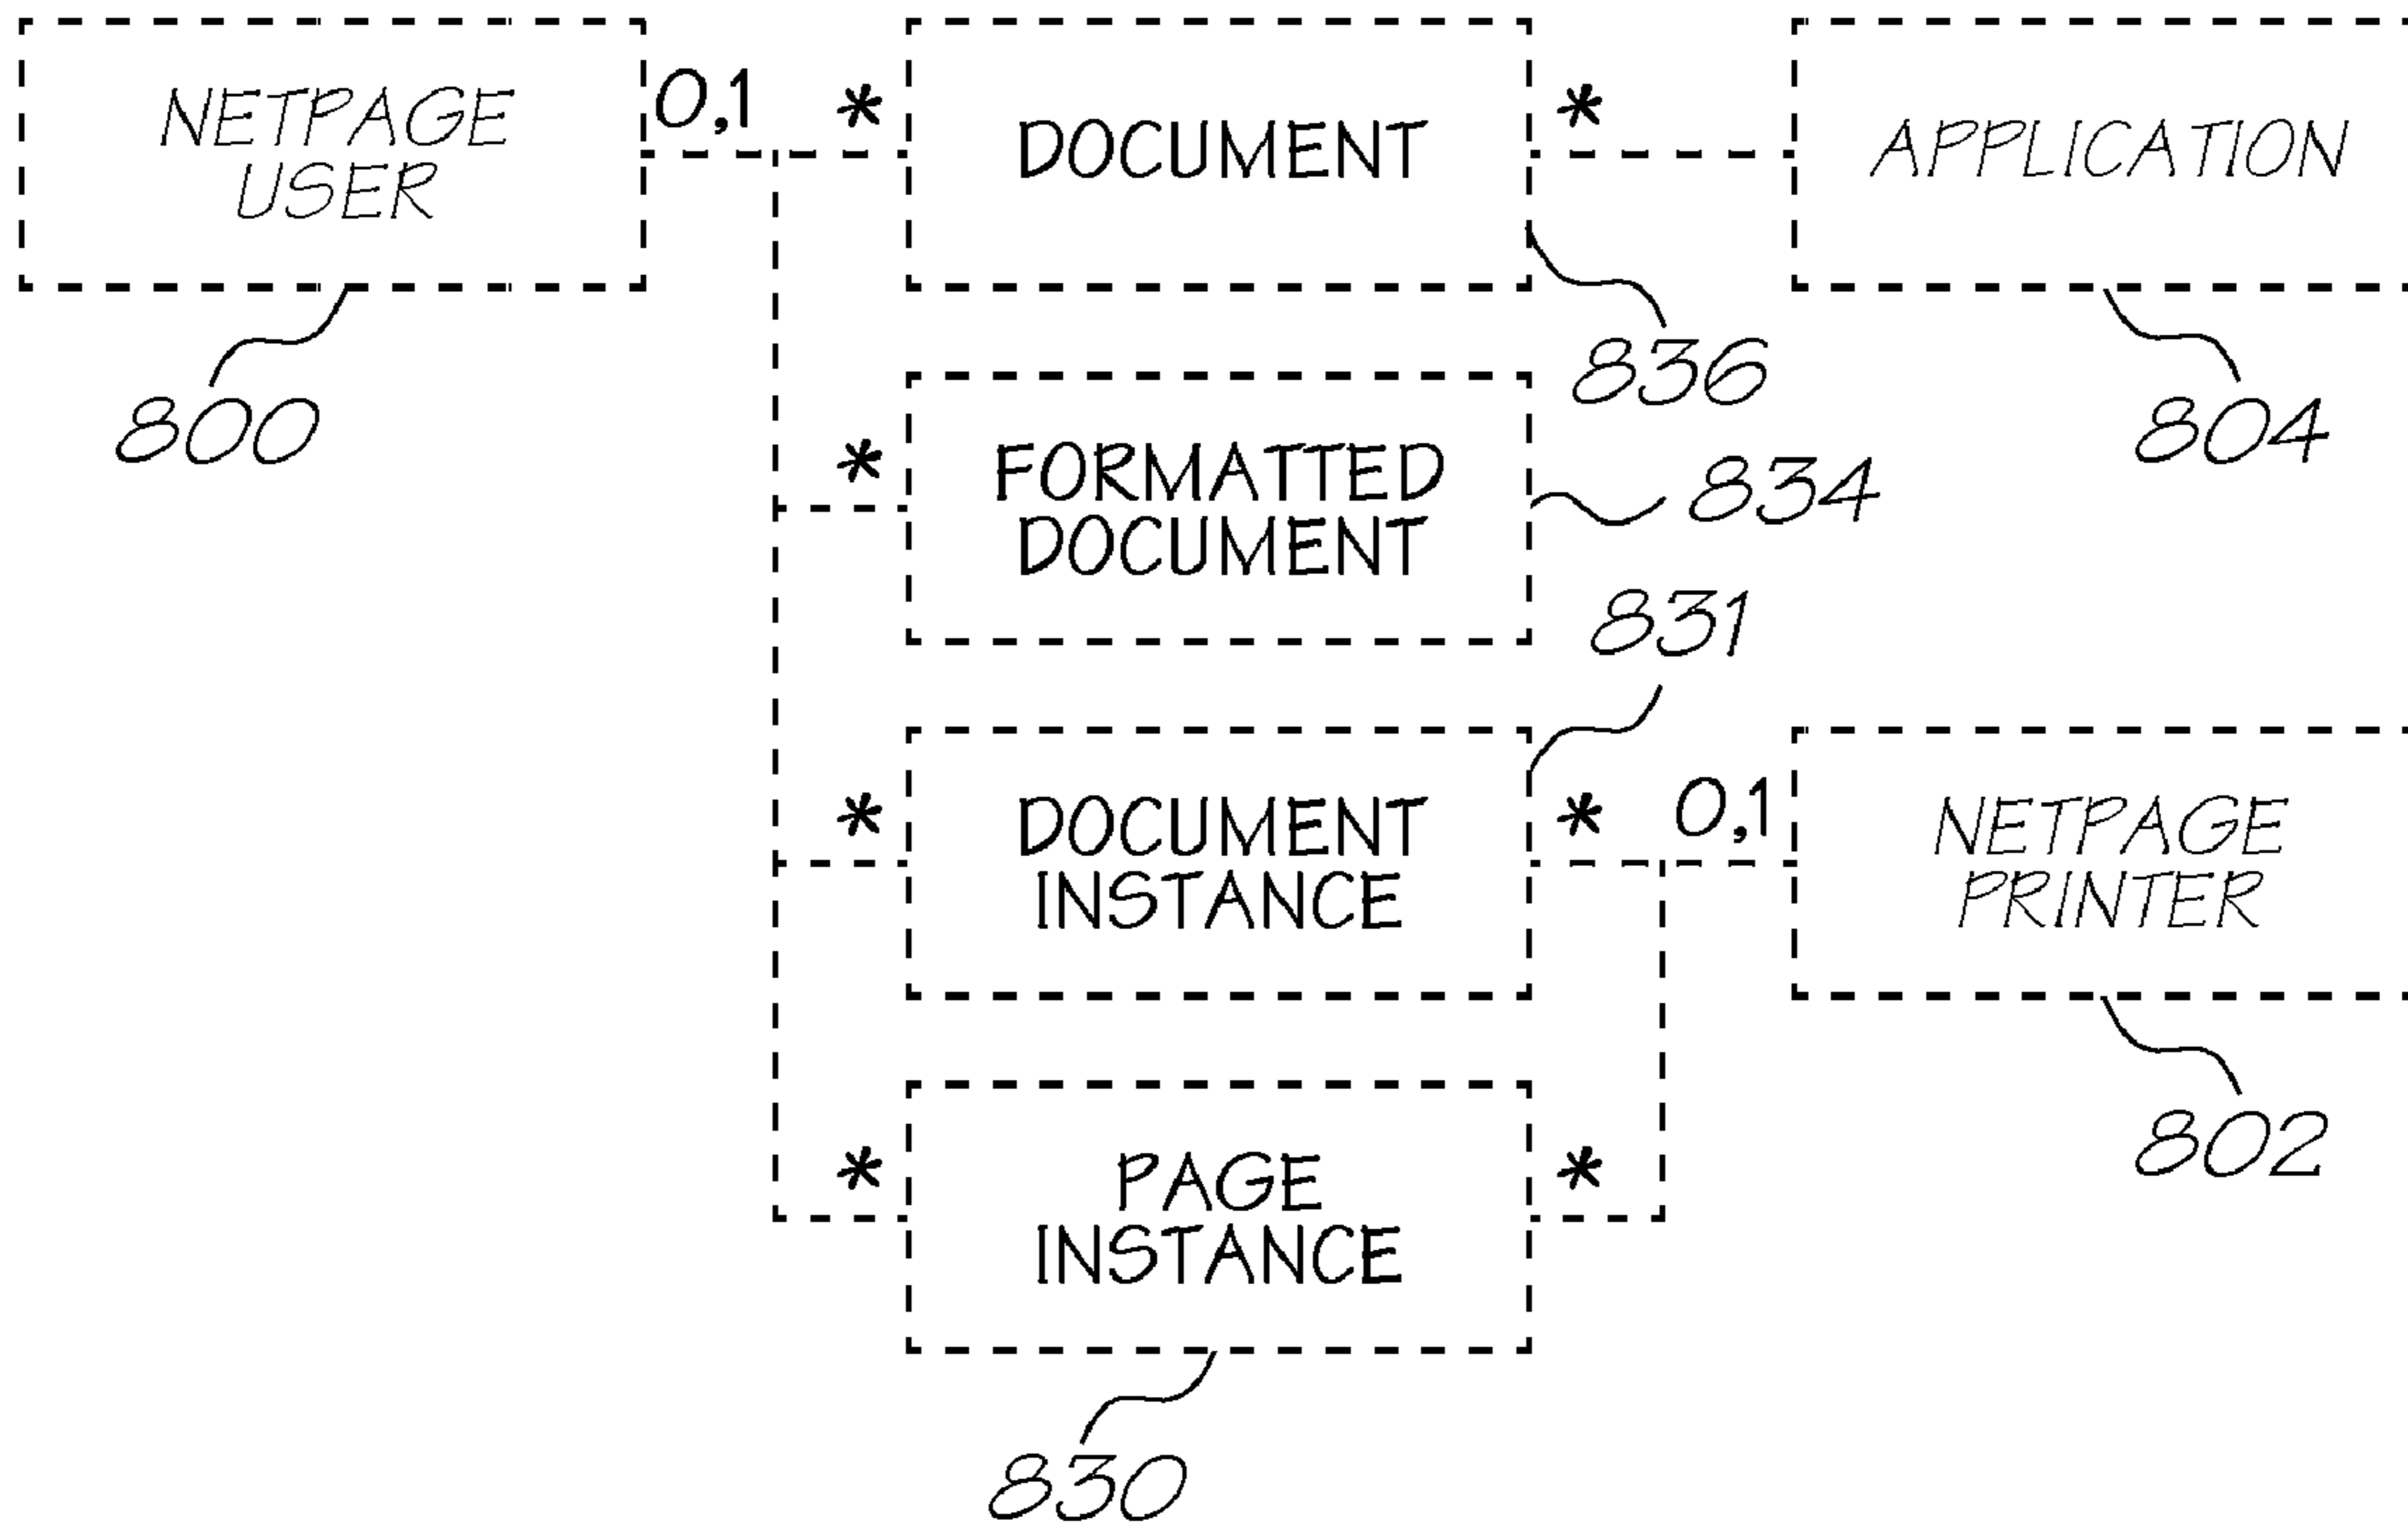 NETPAGE
USER
0,1
*
DOCUMENT
*
APPLICATION
800
836
804
*
FORMATTED
DOCUMENT
834
831
*
DOCUMENT
INSTANCE
*
0,1
NETPAGE
PRINTER
802
*
PAGE
INSTANCE
*
830